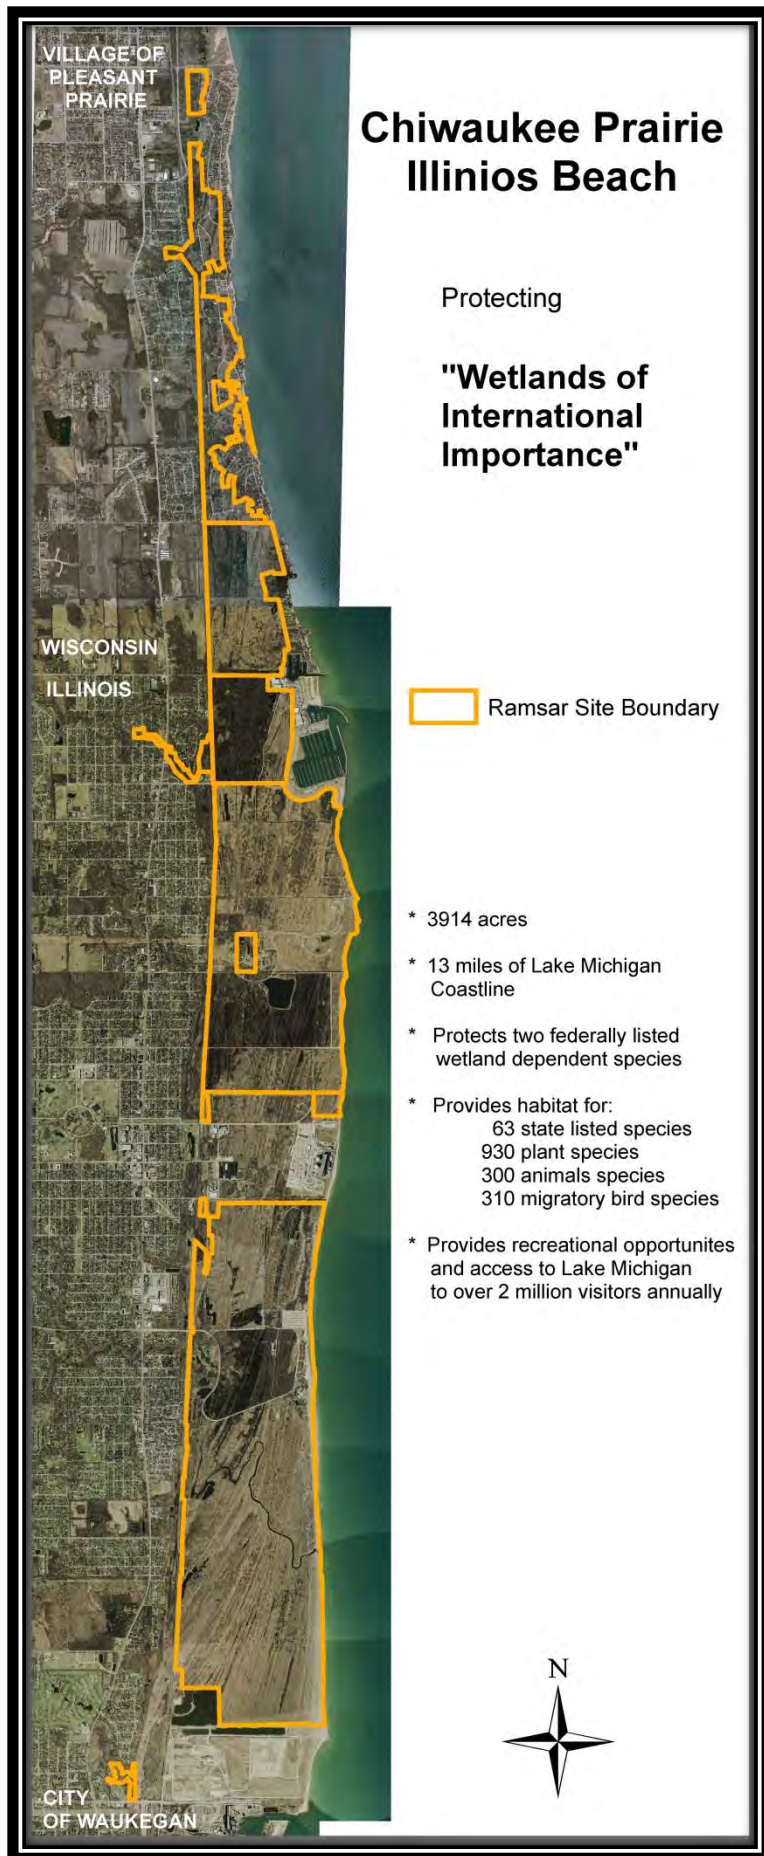 VILLAGE OF
PLEASANT
PRAIRIE
Chiwaukee Prairie
Illinios Beach
Protecting
"Wetlands of
International
Importance"
WISCONSIN
ILLINOIS
Ramsar Site Boundary
* 3914 acres
* 13 miles of Lake Michigan
Coastline
* Protects two federally listed
wetland dependent species
* Provides habitat for:
63 state listed species
930 plant species
300 animals species
310 migratory bird species
* Provides recreational opportunites
and access to Lake Michigan
to over 2 million visitors annually
N
CITY
OF WAUKEGAN